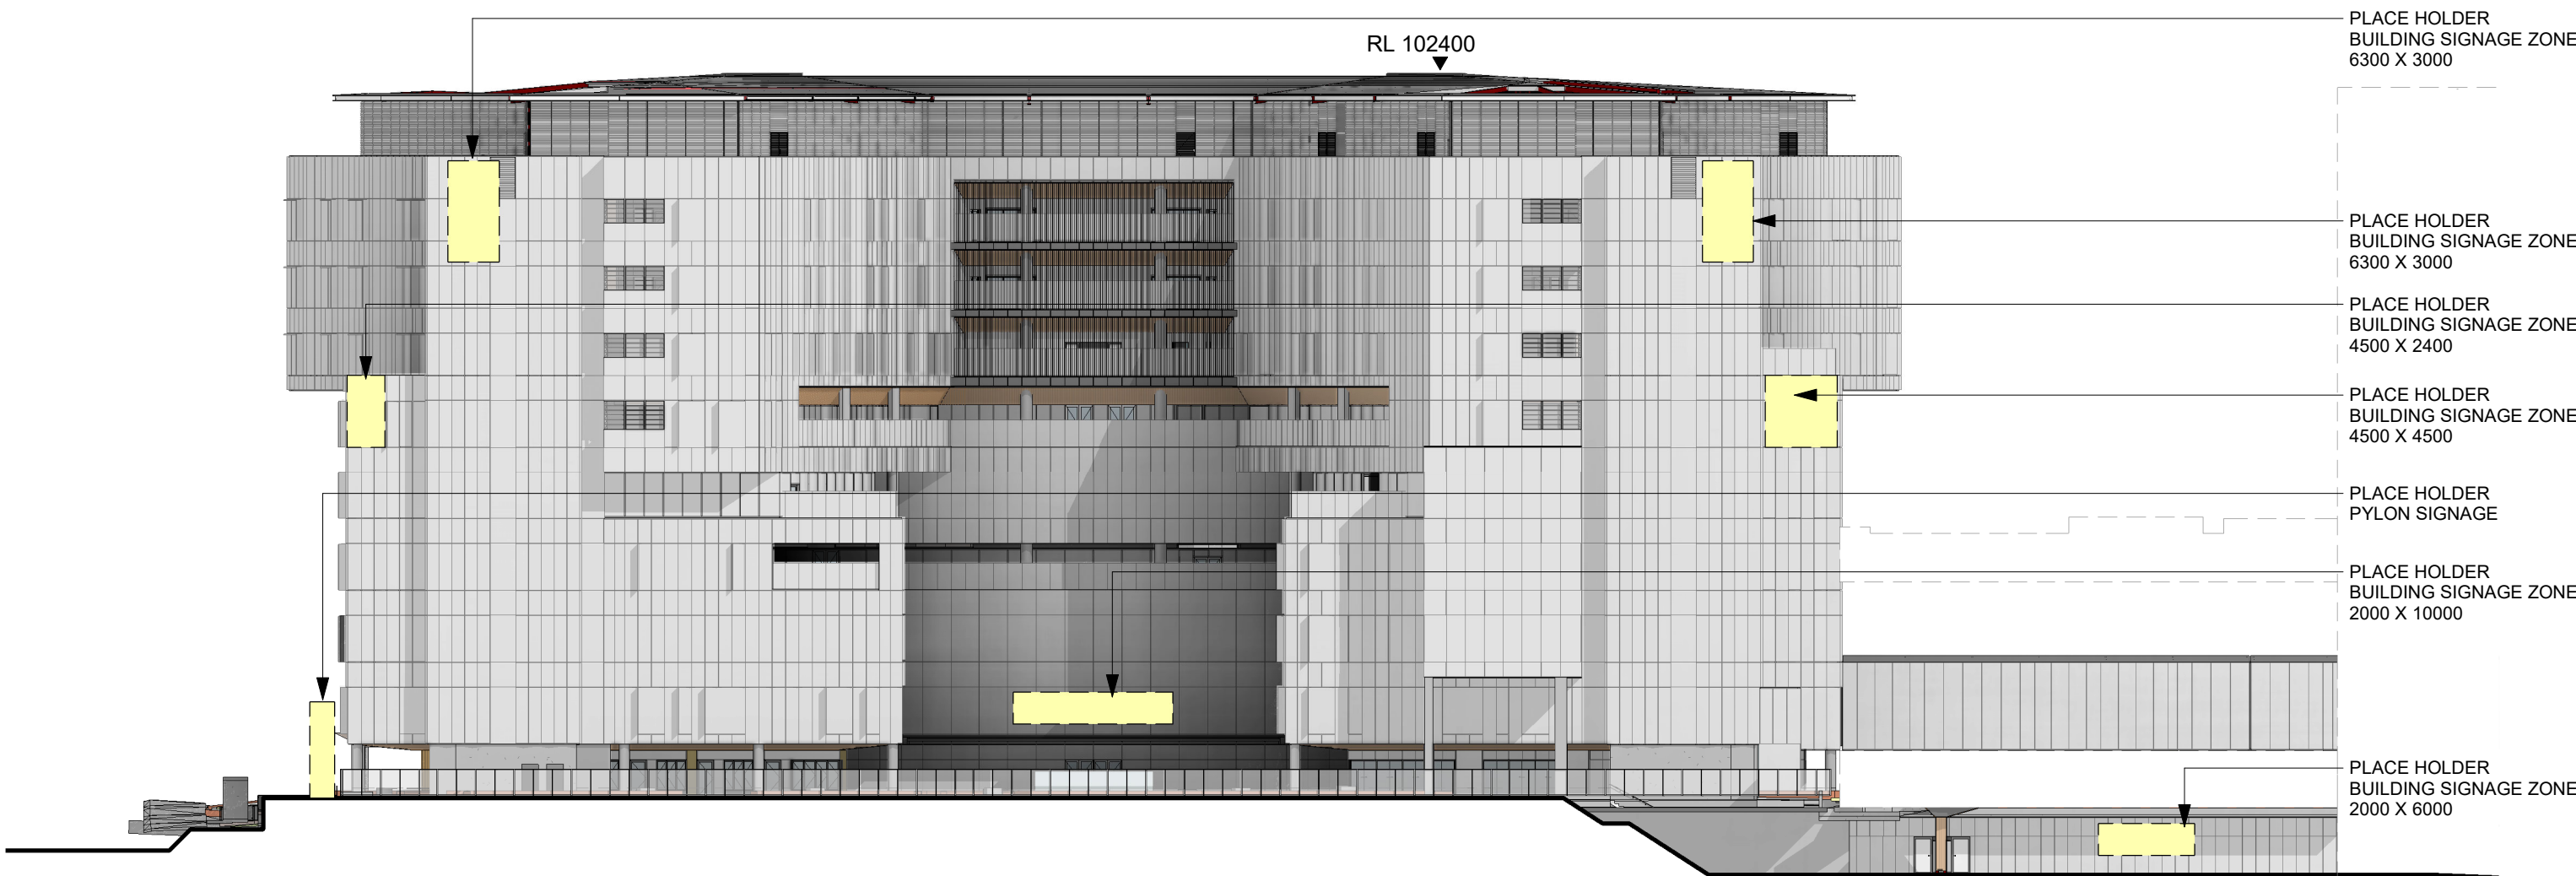 PLACE HOLDER
BUILDING SIGNAGE ZONE
6300 X 3000
RL 102400
PLACE HOLDER
BUILDING SIGNAGE ZONE
6300 X 3000
PLACE HOLDER
BUILDING SIGNAGE ZONE
4500 X 2400
PLACE HOLDER
BUILDING SIGNAGE ZONE
4500 X 4500
PLACE HOLDER
PYLON SIGNAGE
PLACE HOLDER
BUILDING SIGNAGE ZONE
2000 X 10000
PLACE HOLDER
BUILDING SIGNAGE ZONE
2000 X 6000